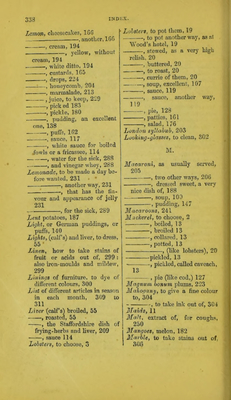 338 INDEX.
Lemon, cheesecakes, 166
———, another, 166
———, cream, 194
———, ———, yellow, without
cream, 194
———, white ditto, 194
———, custards, 165
———, drops, 224
———, honeycomb, 204
———, marmalade, 213
———, juice, to keep, 229
———, pickled 183
———, pickle, 180
———, pudding, an excellent
one, 138
———, puffs, 162
———, sauce, 117
———, white sauce for boiled
fowls or a fricassee, 114
———, water for the sick, 288
———, and vinegar whey, 288
Lemonade, to be made a day before wanted, 231
———, another way, 231
———, that has the flavour and appearance of jelly
231
———, for the sick, 289
Lent potatoes, 187
Light, or German puddings, or
puffs, 140
Lights, (calf's) and liver, to dress,
55
Linen, how to take stains of
fruit or acids out of, 299;
also iron-moulds and mildew,
299
Linings of furniture, to dye of
different colours, 300
List of different articles in season
in each month, 309 to
311
Liver (calf's) broiled, 55
———, roasted, 55
———, the Staffordshire dish of
frying-herbs and liver, 209
———, sauce 114
Lobsters, to choose, 3
Lobsters, to pot them, 19
———, to pot another way, as at
Wood's hotel, 19
———, stewed, as a very high
relish, 20
———, buttered, 20
———, to roast, 20
———, currie of them, 20
———, soup, excellent, 107
———, sauce, 119
———, sauce, another way,
119
———, pie, 128
———, patties, 161
———, salad, 176
London syllabub, 203
Looking-glasses, to clean, 302
M.
Maccaroni, as usually served,
205
———, two other ways, 206
———, dressed sweet, a very
nice dish of, 188
———, soup, 102
———, pudding, 147
Macaroons, 241
Mackerel, to choose, 2
———, boiled, 13
———, broiled 13
———, collared, 13
———, potted, 13
———, ——— (like lobsters), 20
———, pickled, 13
———, pickled, called caveach,
13
———, pie (like cod,) 127
Magnum bonum plums, 225
Mahogany, to give a fine colour
to, 304
———, to take ink out of, 304
Maids, 11
Malt, extract of, for coughs,
250
Mangoes, melon, 182
Marble, to take stains out of,
306